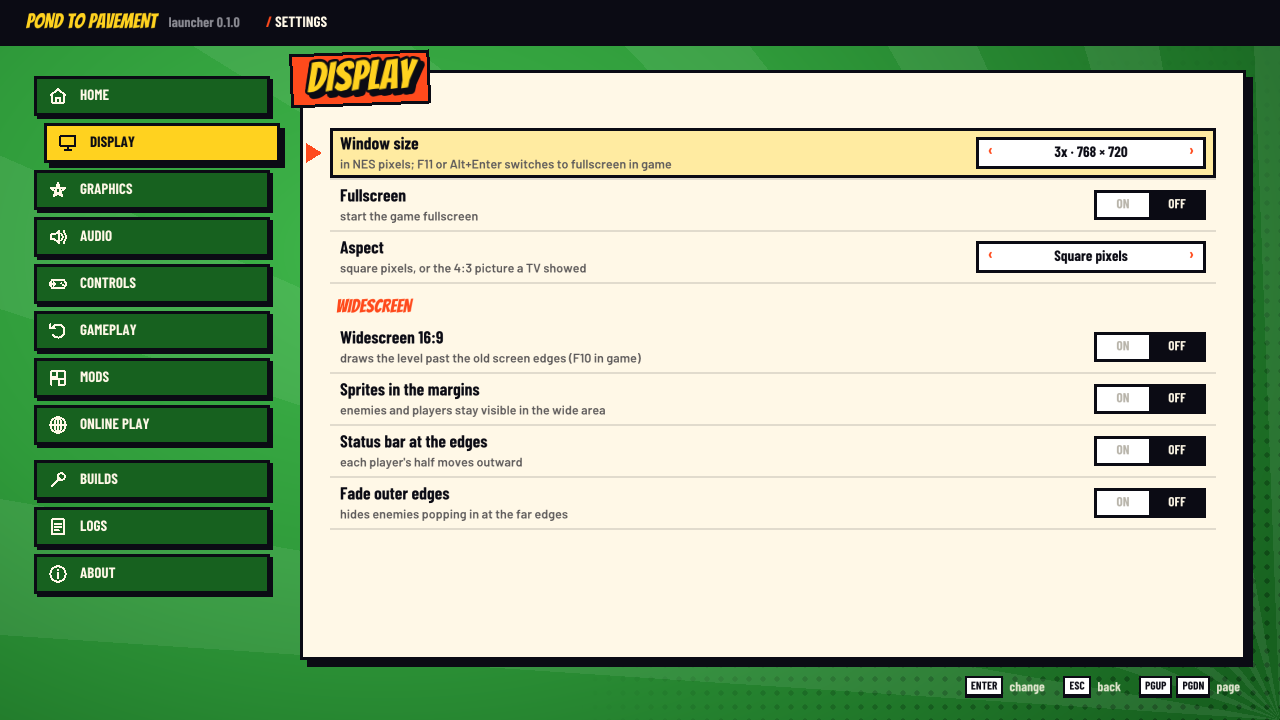 POND TO PAVEMENT launcher 0.1.0 / SETTINGS
DISPLAY
HOME
DISPLAY
GRAPHICS
AUDIO
CONTROLS
GAMEPLAY
MODS
ONLINE PLAY
BUILDS
LOGS
ABOUT
Window size
in NES pixels; F11 or Alt+Enter switches to fullscreen in game
‹ 3x · 768 × 720 ›
Fullscreen
start the game fullscreen
ON OFF
Aspect
square pixels, or the 4:3 picture a TV showed
‹ Square pixels ›
WIDESCREEN
Widescreen 16:9
draws the level past the old screen edges (F10 in game)
ON OFF
Sprites in the margins
enemies and players stay visible in the wide area
ON OFF
Status bar at the edges
each player's half moves outward
ON OFF
Fade outer edges
hides enemies popping in at the far edges
ON OFF
ENTER change ESC back PGUP PGDN page